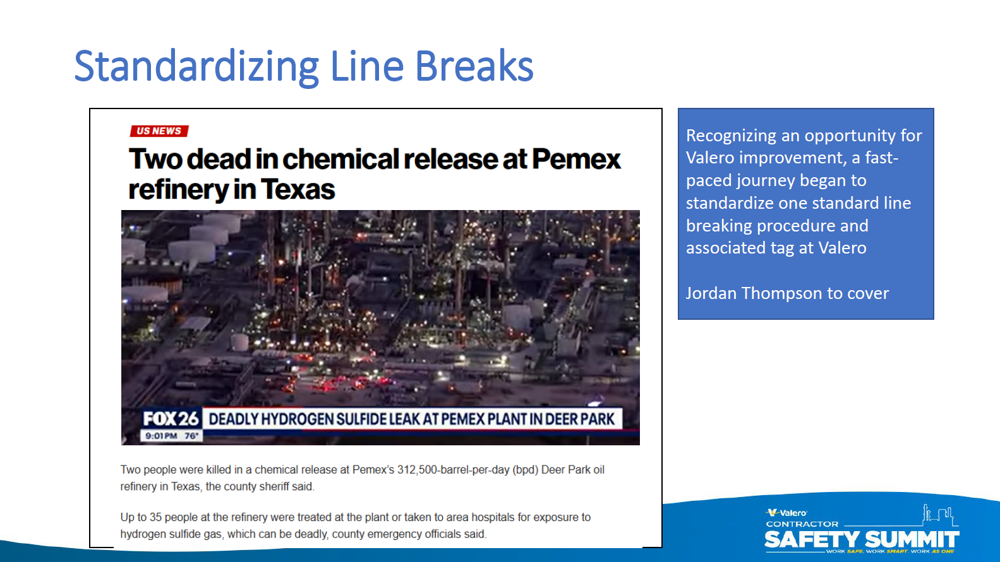 Standardizing Line Breaks
US NEWS
Two dead in chemical release at Pemex
refinery in Texas
FOX 26
DEADLY HYDROGEN SULFIDE LEAK AT PEMEX PLANT IN DEER PARK
9:01PM 76°
Two people were killed in a chemical release at Pemex’s 312,500-barrel-per-day (bpd) Deer Park oil
refinery in Texas, the county sheriff said.
Up to 35 people at the refinery were treated at the plant or taken to area hospitals for exposure to
hydrogen sulfide gas, which can be deadly, county emergency officials said.
Recognizing an opportunity for
Valero improvement, a fast-
paced journey began to
standardize one standard line
breaking procedure and
associated tag at Valero
Jordan Thompson to cover
Valero
CONTRACTOR
SAFETY SUMMIT
WORK SAFE. WORK SMART. WORK AS ONE